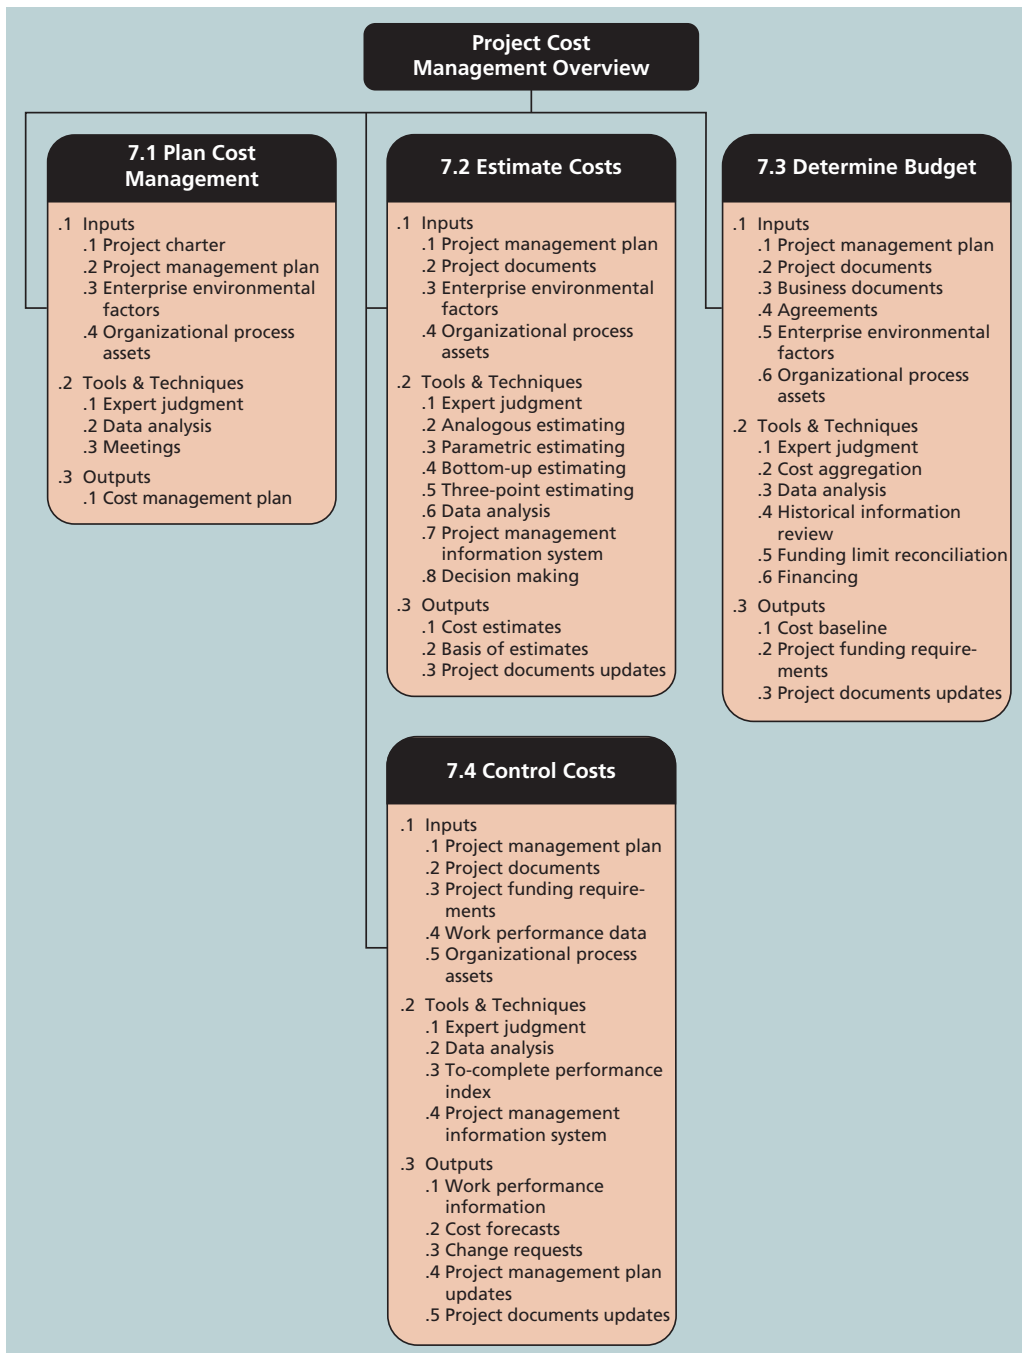 Project Cost
Management Overview
7.1 Plan Cost
Management
.1 Inputs
.1 Project charter
.2 Project management plan
.3 Enterprise environmental
factors
.4 Organizational process
assets
.2 Tools & Techniques
.1 Expert judgment
.2 Data analysis
.3 Meetings
.3 Outputs
.1 Cost management plan
7.2 Estimate Costs
.1 Inputs
.1 Project management plan
.2 Project documents
.3 Enterprise environmental
factors
.4 Organizational process
assets
.2 Tools & Techniques
.1 Expert judgment
.2 Analogous estimating
.3 Parametric estimating
.4 Bottom-up estimating
.5 Three-point estimating
.6 Data analysis
.7 Project management
information system
.8 Decision making
.3 Outputs
.1 Cost estimates
.2 Basis of estimates
.3 Project documents updates
7.3 Determine Budget
.1 Inputs
.1 Project management plan
.2 Project documents
.3 Business documents
.4 Agreements
.5 Enterprise environmental
factors
.6 Organizational process
assets
.2 Tools & Techniques
.1 Expert judgment
.2 Cost aggregation
.3 Data analysis
.4 Historical information
review
.5 Funding limit reconciliation
.6 Financing
.3 Outputs
.1 Cost baseline
.2 Project funding require-
ments
.3 Project documents updates
7.4 Control Costs
.1 Inputs
.1 Project management plan
.2 Project documents
.3 Project funding require-
ments
.4 Work performance data
.5 Organizational process
assets
.2 Tools & Techniques
.1 Expert judgment
.2 Data analysis
.3 To-complete performance
index
.4 Project management
information system
.3 Outputs
.1 Work performance
information
.2 Cost forecasts
.3 Change requests
.4 Project management plan
updates
.5 Project documents updates